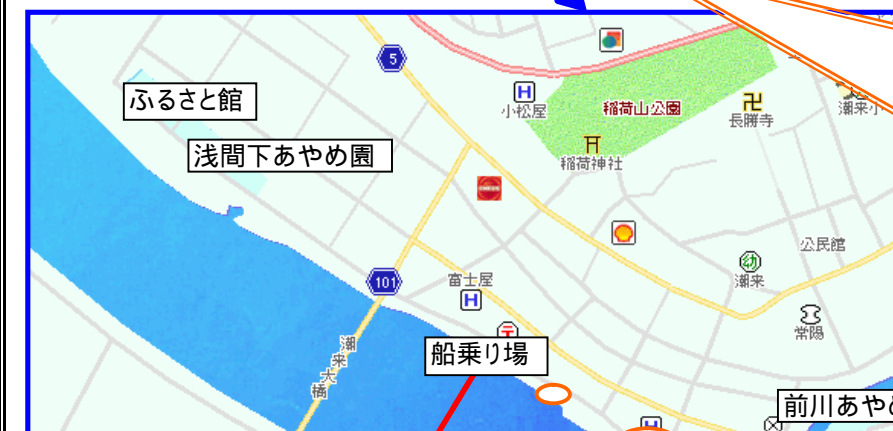 5
H
小松屋
稲荷山公園
卍
長勝寺
潮来小
ふるさと館
浅間下あやめ園
稲荷神社
公民館
幼
潮来
101
富士屋
H
〒
常陽
船乗り場
潮来大橋
前川あやめ
H